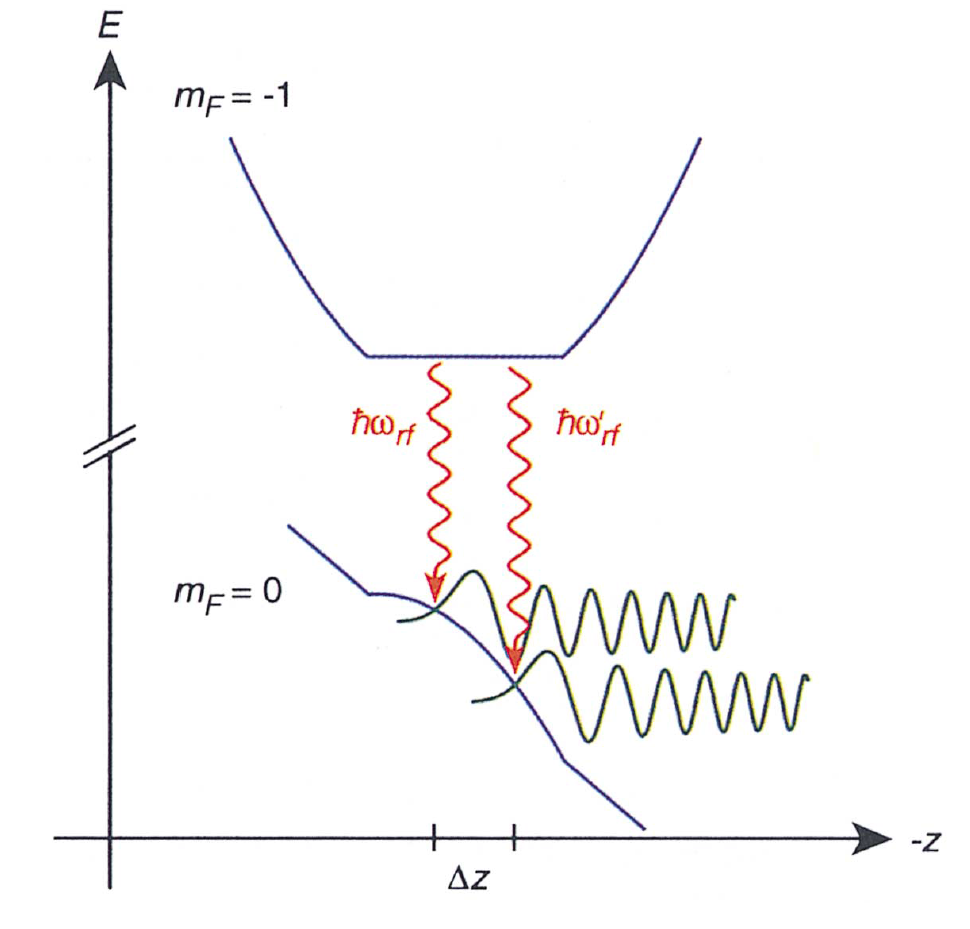 E
m_F = -1
ħω_rf
ħω'_rf
m_F = 0
-z
Δz